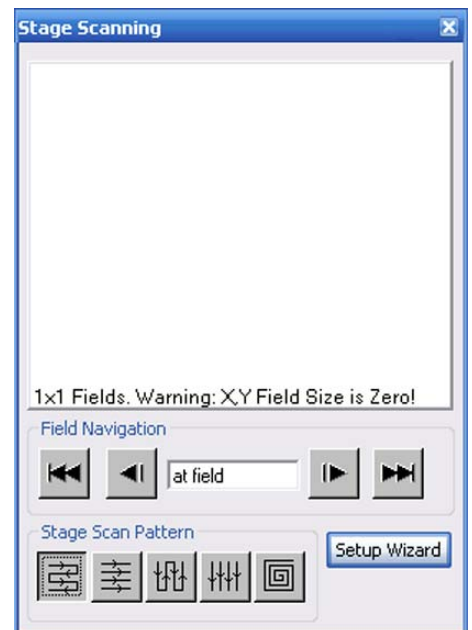 Stage Scanning
1x1 Fields. Warning: X,Y Field Size is Zero!
Field Navigation
at field
Stage Scan Pattern
Setup Wizard